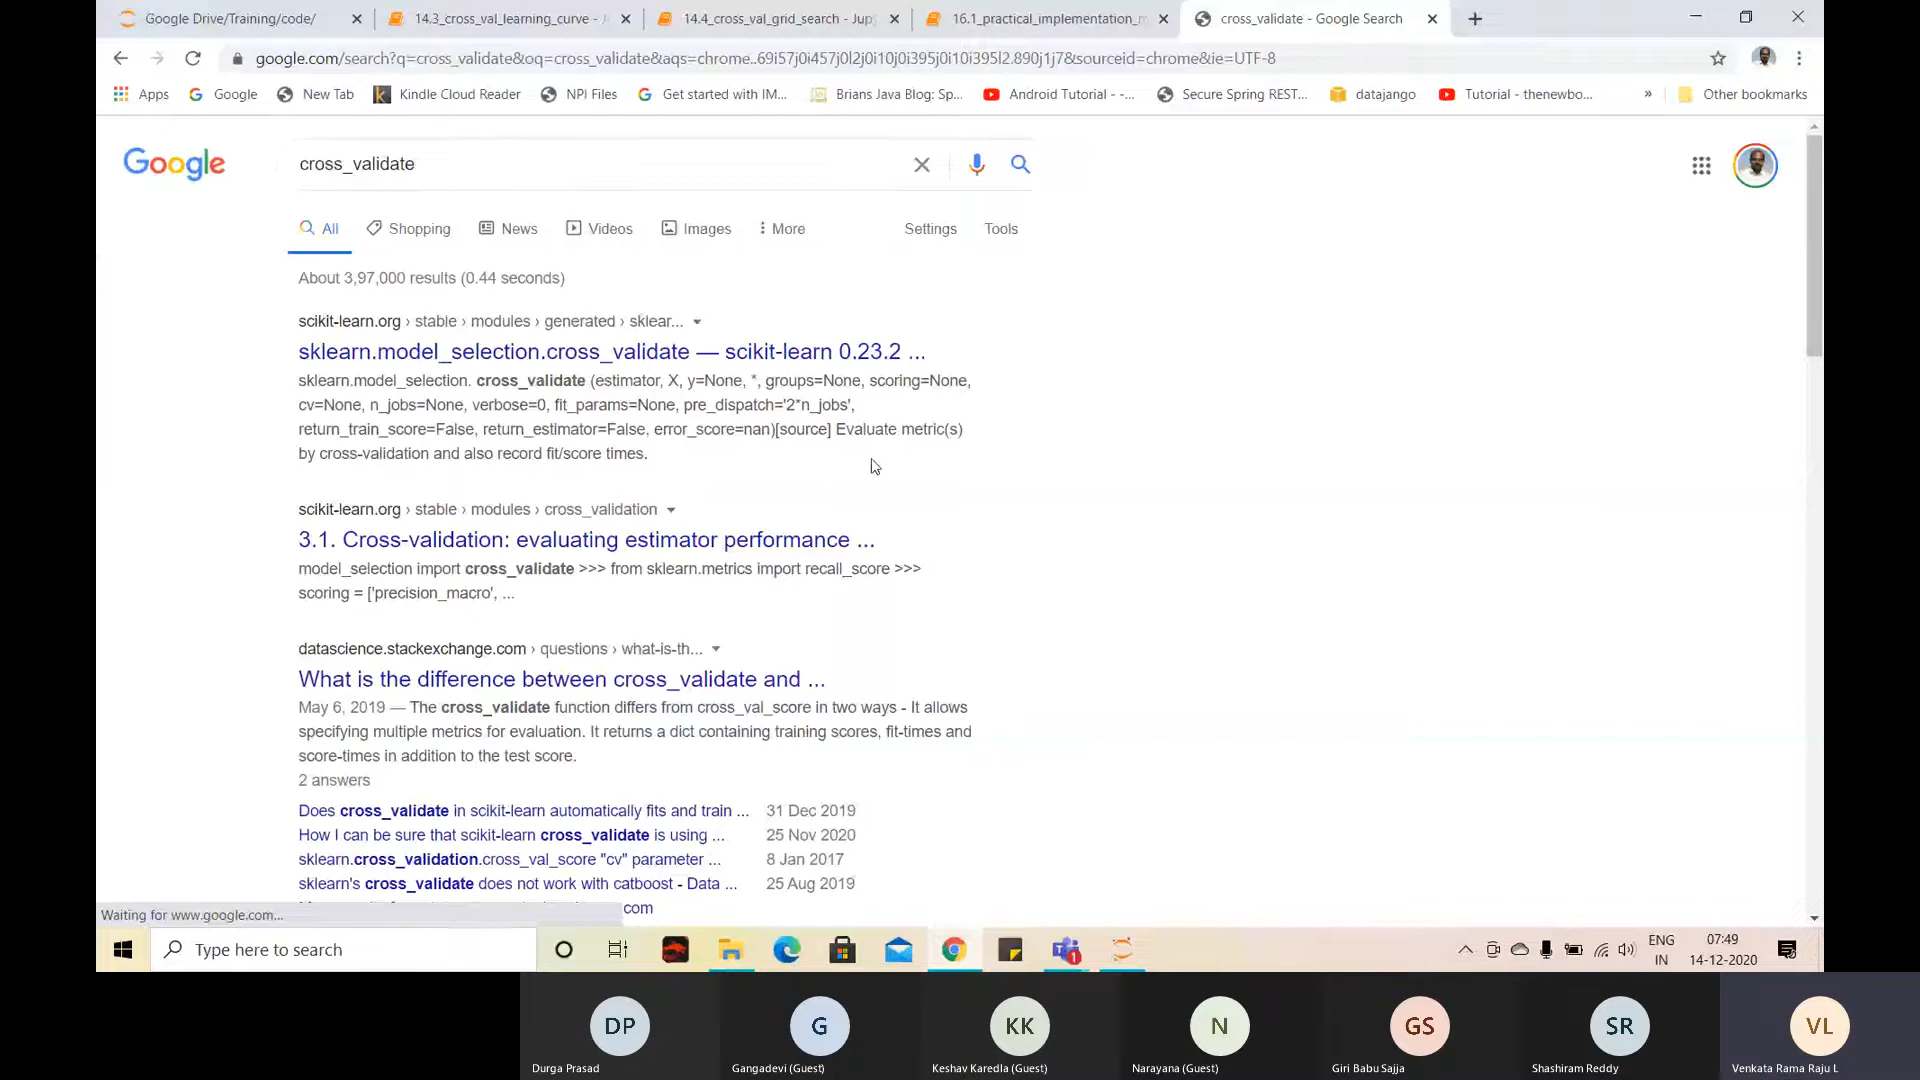 Google Drive/Training/code/
14.3_cross_val_learning_curve - J
14.4_cross_val_grid_search - Jup
16.1_practical_implementation_m
cross_validate - Google Search
google.com/search?q=cross_validate&oq=cross_validate&aqs=chrome..69i57j0i457j0l2j0i10j0i395j0i10i395l2.890j1j7&sourceid=chrome&ie=UTF-8
Apps Google New Tab Kindle Cloud Reader NPI Files Get started with IM... Brians Java Blog: Sp... Android Tutorial - -... Secure Spring REST... datajango Tutorial - thenewbo... » Other bookmarks
Google
cross_validate
All Shopping News Videos Images More Settings Tools
About 3,97,000 results (0.44 seconds)
scikit-learn.org › stable › modules › generated › sklear...
sklearn.model_selection.cross_validate — scikit-learn 0.23.2 ...
sklearn.model_selection. cross_validate (estimator, X, y=None, *, groups=None, scoring=None,
cv=None, n_jobs=None, verbose=0, fit_params=None, pre_dispatch='2*n_jobs',
return_train_score=False, return_estimator=False, error_score=nan)[source] Evaluate metric(s)
by cross-validation and also record fit/score times.
scikit-learn.org › stable › modules › cross_validation
3.1. Cross-validation: evaluating estimator performance ...
model_selection import cross_validate >>> from sklearn.metrics import recall_score >>>
scoring = ['precision_macro', ...
datascience.stackexchange.com › questions › what-is-th...
What is the difference between cross_validate and ...
May 6, 2019 — The cross_validate function differs from cross_val_score in two ways - It allows
specifying multiple metrics for evaluation. It returns a dict containing training scores, fit-times and
score-times in addition to the test score.
2 answers
Does cross_validate in scikit-learn automatically fits and train ... 31 Dec 2019
How I can be sure that scikit-learn cross_validate is using ... 25 Nov 2020
sklearn.cross_validation.cross_val_score "cv" parameter ... 8 Jan 2017
sklearn's cross_validate does not work with catboost - Data ... 25 Aug 2019
com
Waiting for www.google.com...
Type here to search
1
ENG
IN
07:49
14-12-2020
DP G KK N GS SR VL
Durga Prasad Gangadevi (Guest) Keshav Karedla (Guest) Narayana (Guest) Giri Babu Sajja Shashiram Reddy Venkata Rama Raju L